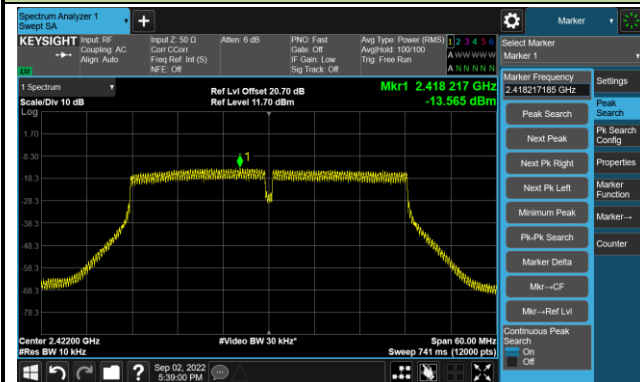 Spectrum Analyzer 1
Swept SA
Marker
KEYSIGHT
Input: RF
Coupling: AC
Align: Auto
Input Z: 50 Ω
Corr CCorr
Freq Ref: Int (S)
NFE: Off
Atten: 6 dB
PNO: Fast
Gate: Off
IF Gain: Low
Sig Track: Off
Avg Type: Power (RMS)
Avg|Hold: 100/100
Trig: Free Run
1 2 3 4 5 6
A W W W W W
A N N N N N
Select Marker
Marker 1
1 Spectrum
Scale/Div 10 dB
Log
Ref Lvl Offset 20.70 dB
Ref Level 11.70 dBm
Mkr1 2.418 217 GHz
-13.565 dBm
1.70
-8.30
-18.3
-28.3
-38.3
-48.3
-58.3
-68.3
-78.3
1
Center 2.42200 GHz
#Res BW 10 kHz
#Video BW 30 kHz*
Span 60.00 MHz
Sweep 741 ms (12000 pts)
Marker Frequency
2.418217185 GHz
Peak Search
Next Peak
Next Pk Right
Next Pk Left
Minimum Peak
Pk-Pk Search
Marker Delta
Mkr→CF
Mkr→Ref Lvl
Continuous Peak
Search
On
Off
Settings
Peak
Search
Pk Search
Config
Properties
Marker
Function
Marker→
Counter
Sep 02, 2022
5:39:00 PM